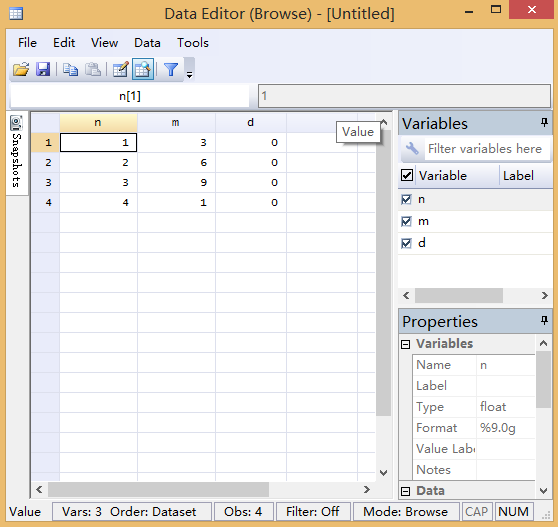 Data Editor (Browse) - [Untitled]
File Edit View Data Tools
n[1] 1
Snapshots
n m d
1 1 3 0
2 2 6 0
3 3 9 0
4 4 1 0
Value
Variables
Filter variables here
Variable Label
n
m
d
Properties
Variables
Name n
Label
Type float
Format %9.0g
Value Labe
Notes
Data
Value Vars: 3 Order: Dataset Obs: 4 Filter: Off Mode: Browse CAP NUM